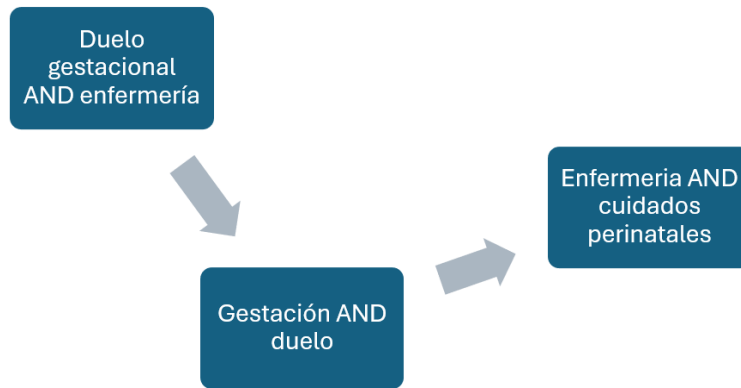 Duelo
gestacional
AND enfermería
Gestación AND
duelo
Enfermeria AND
cuidados
perinatales